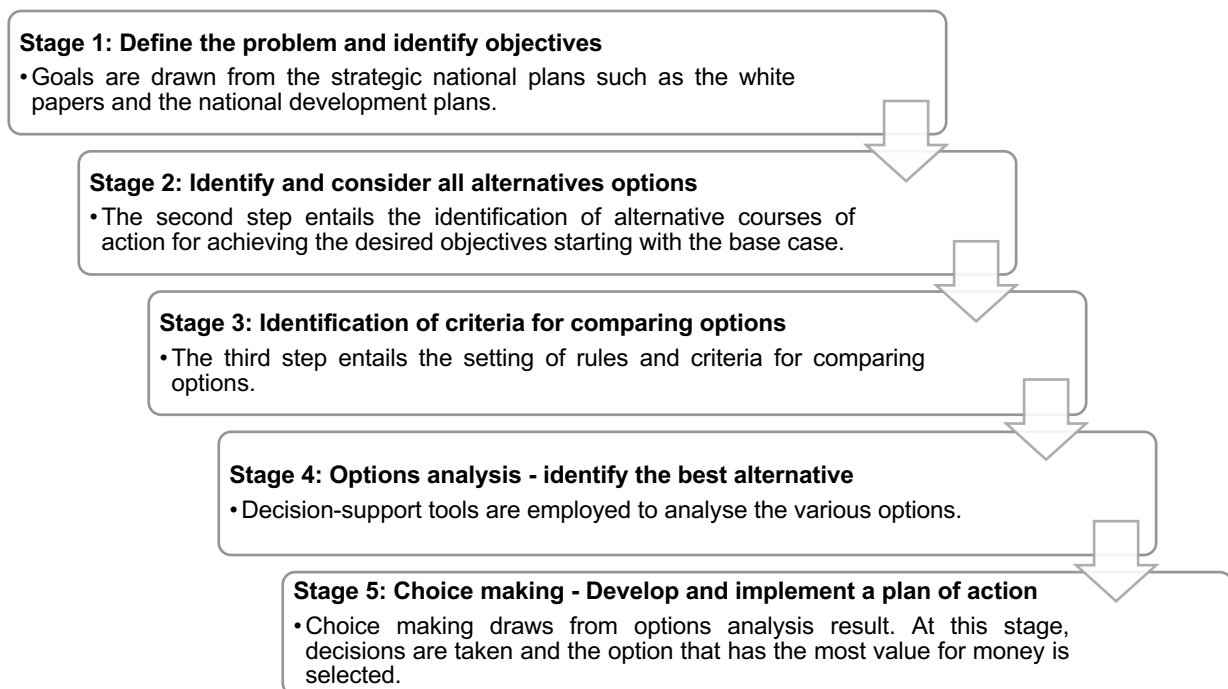 Stage 1: Define the problem and identify objectives
• Goals are drawn from the strategic national plans such as the white
papers and the national development plans.
Stage 2: Identify and consider all alternatives options
• The second step entails the identification of alternative courses of
action for achieving the desired objectives starting with the base case.
Stage 3: Identification of criteria for comparing options
• The third step entails the setting of rules and criteria for comparing
options.
Stage 4: Options analysis - identify the best alternative
• Decision-support tools are employed to analyse the various options.
Stage 5: Choice making - Develop and implement a plan of action
• Choice making draws from options analysis result. At this stage,
decisions are taken and the option that has the most value for money is
selected.